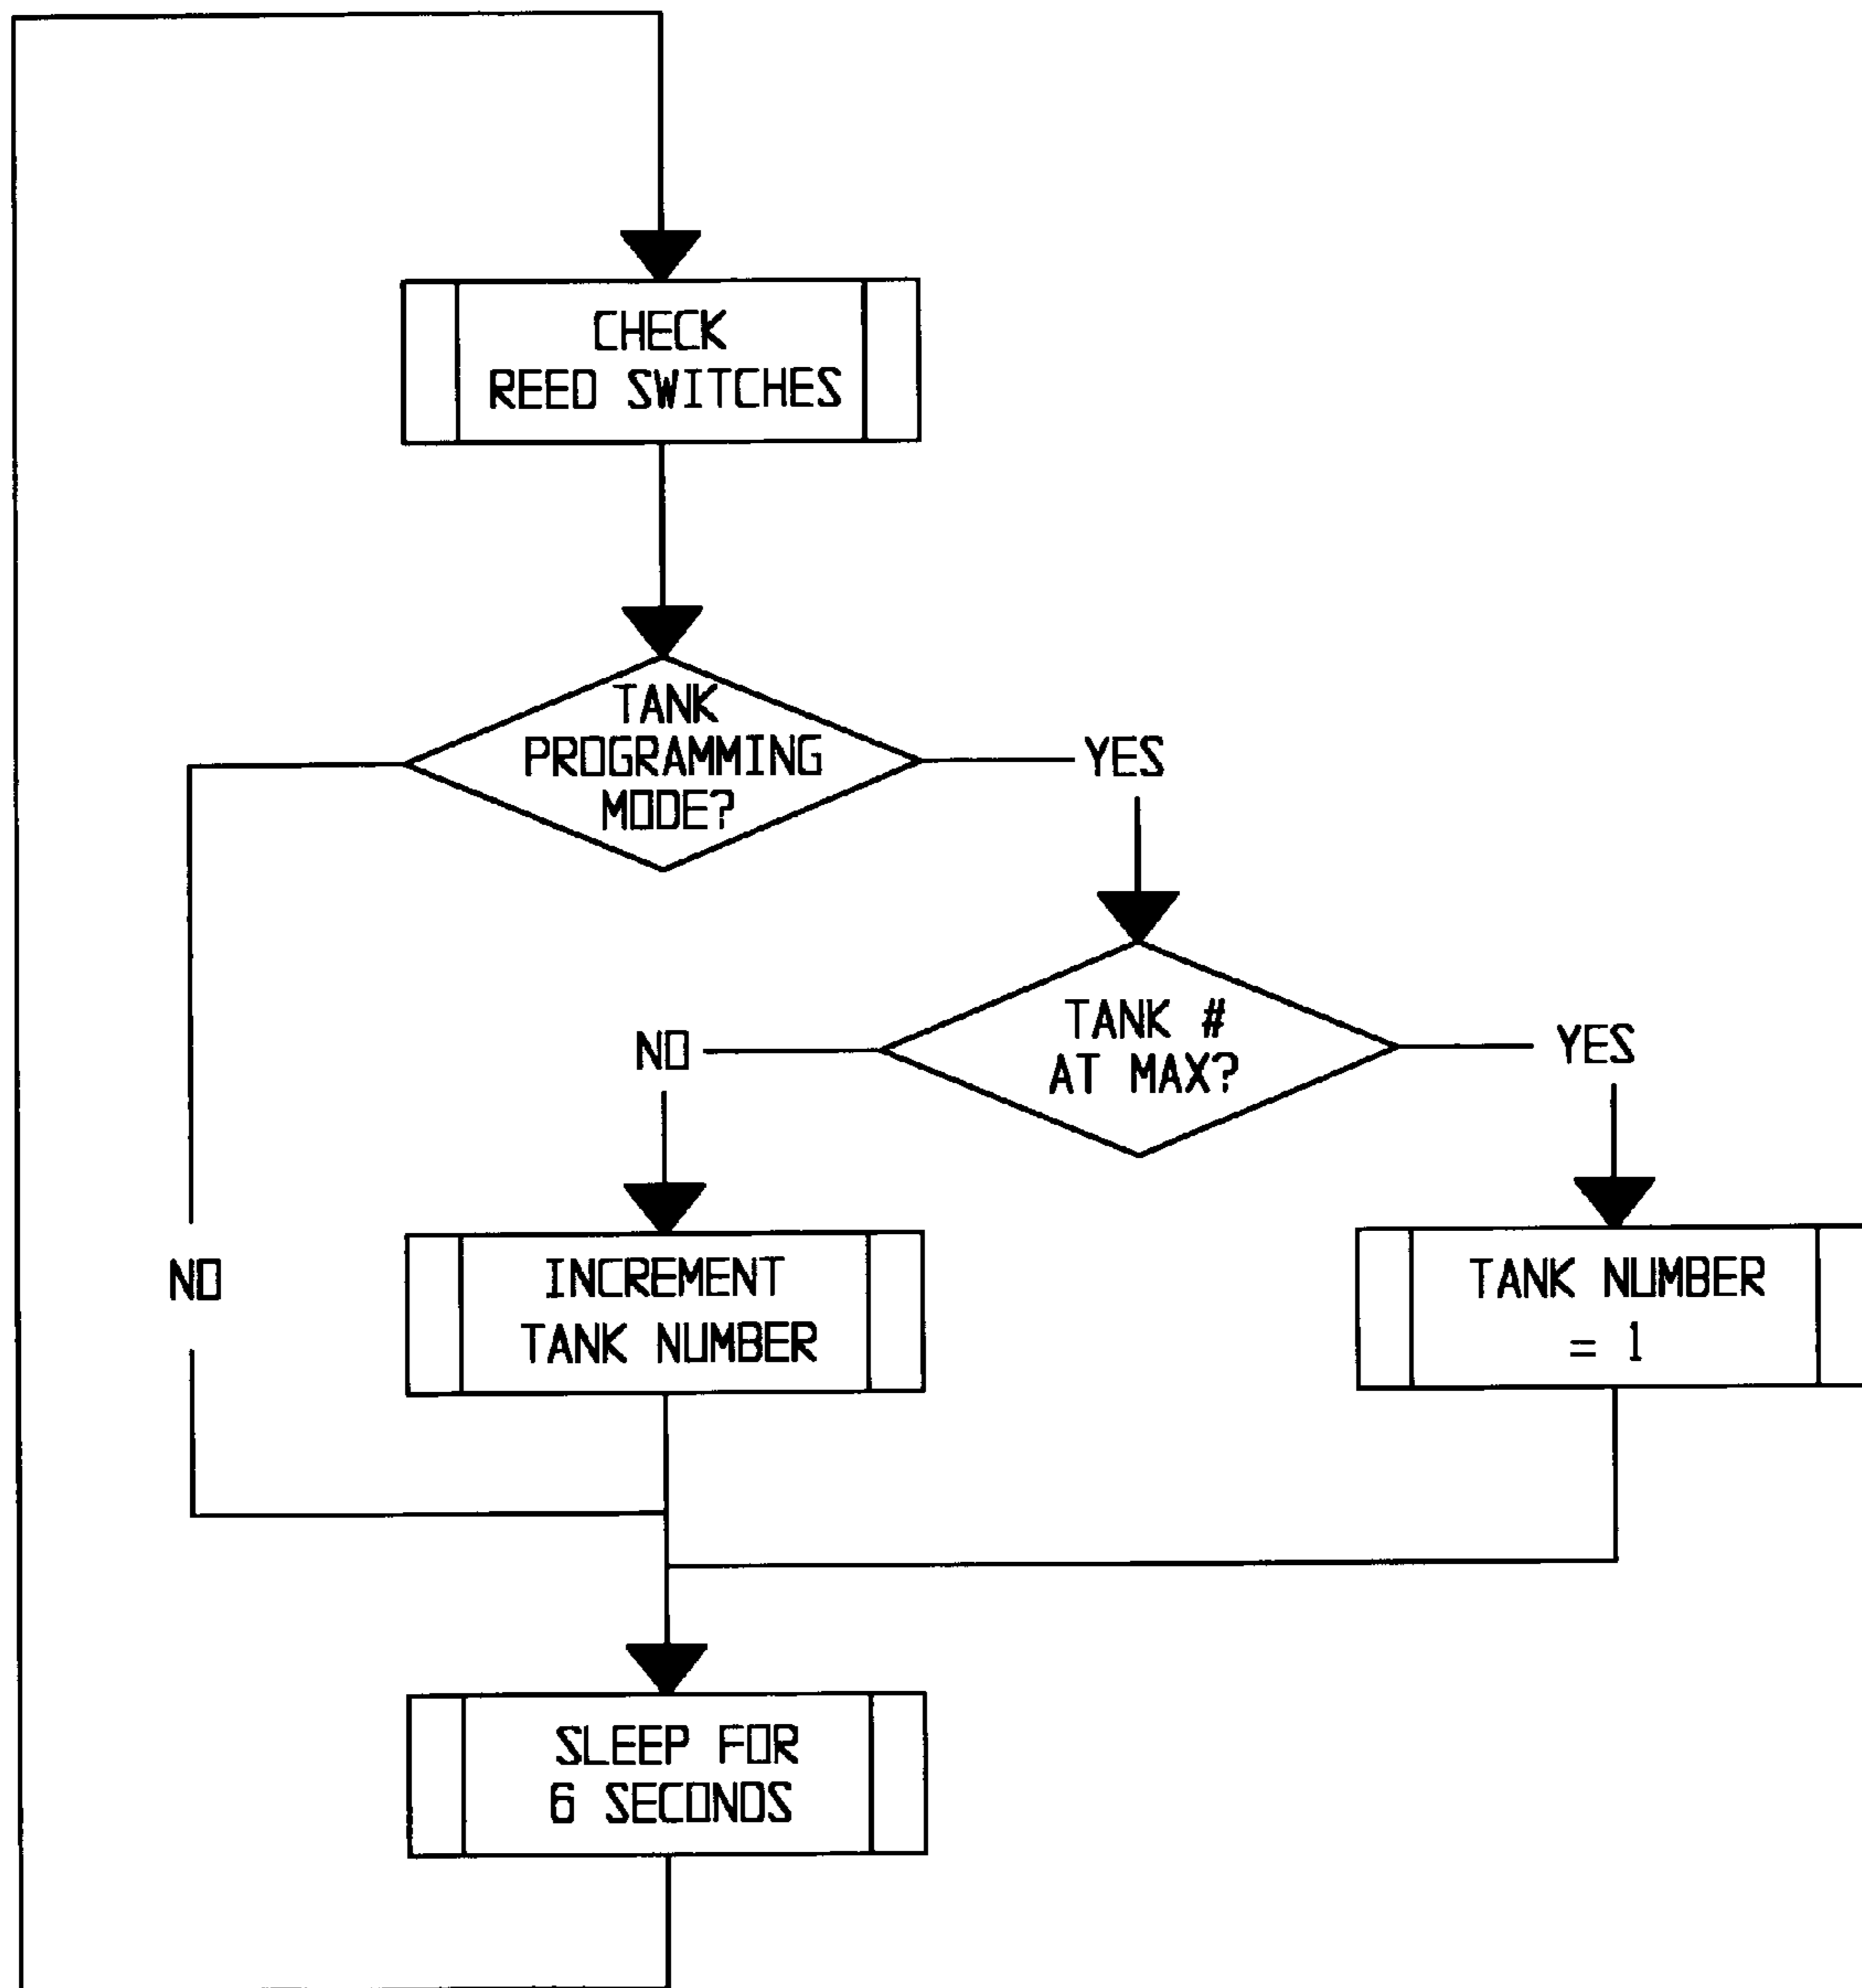 CHECK
REED SWITCHES
TANK
PROGRAMMING
MODE?
YES
TANK #
AT MAX?
NO
YES
NO
INCREMENT
TANK NUMBER
TANK NUMBER
= 1
SLEEP FOR
6 SECONDS